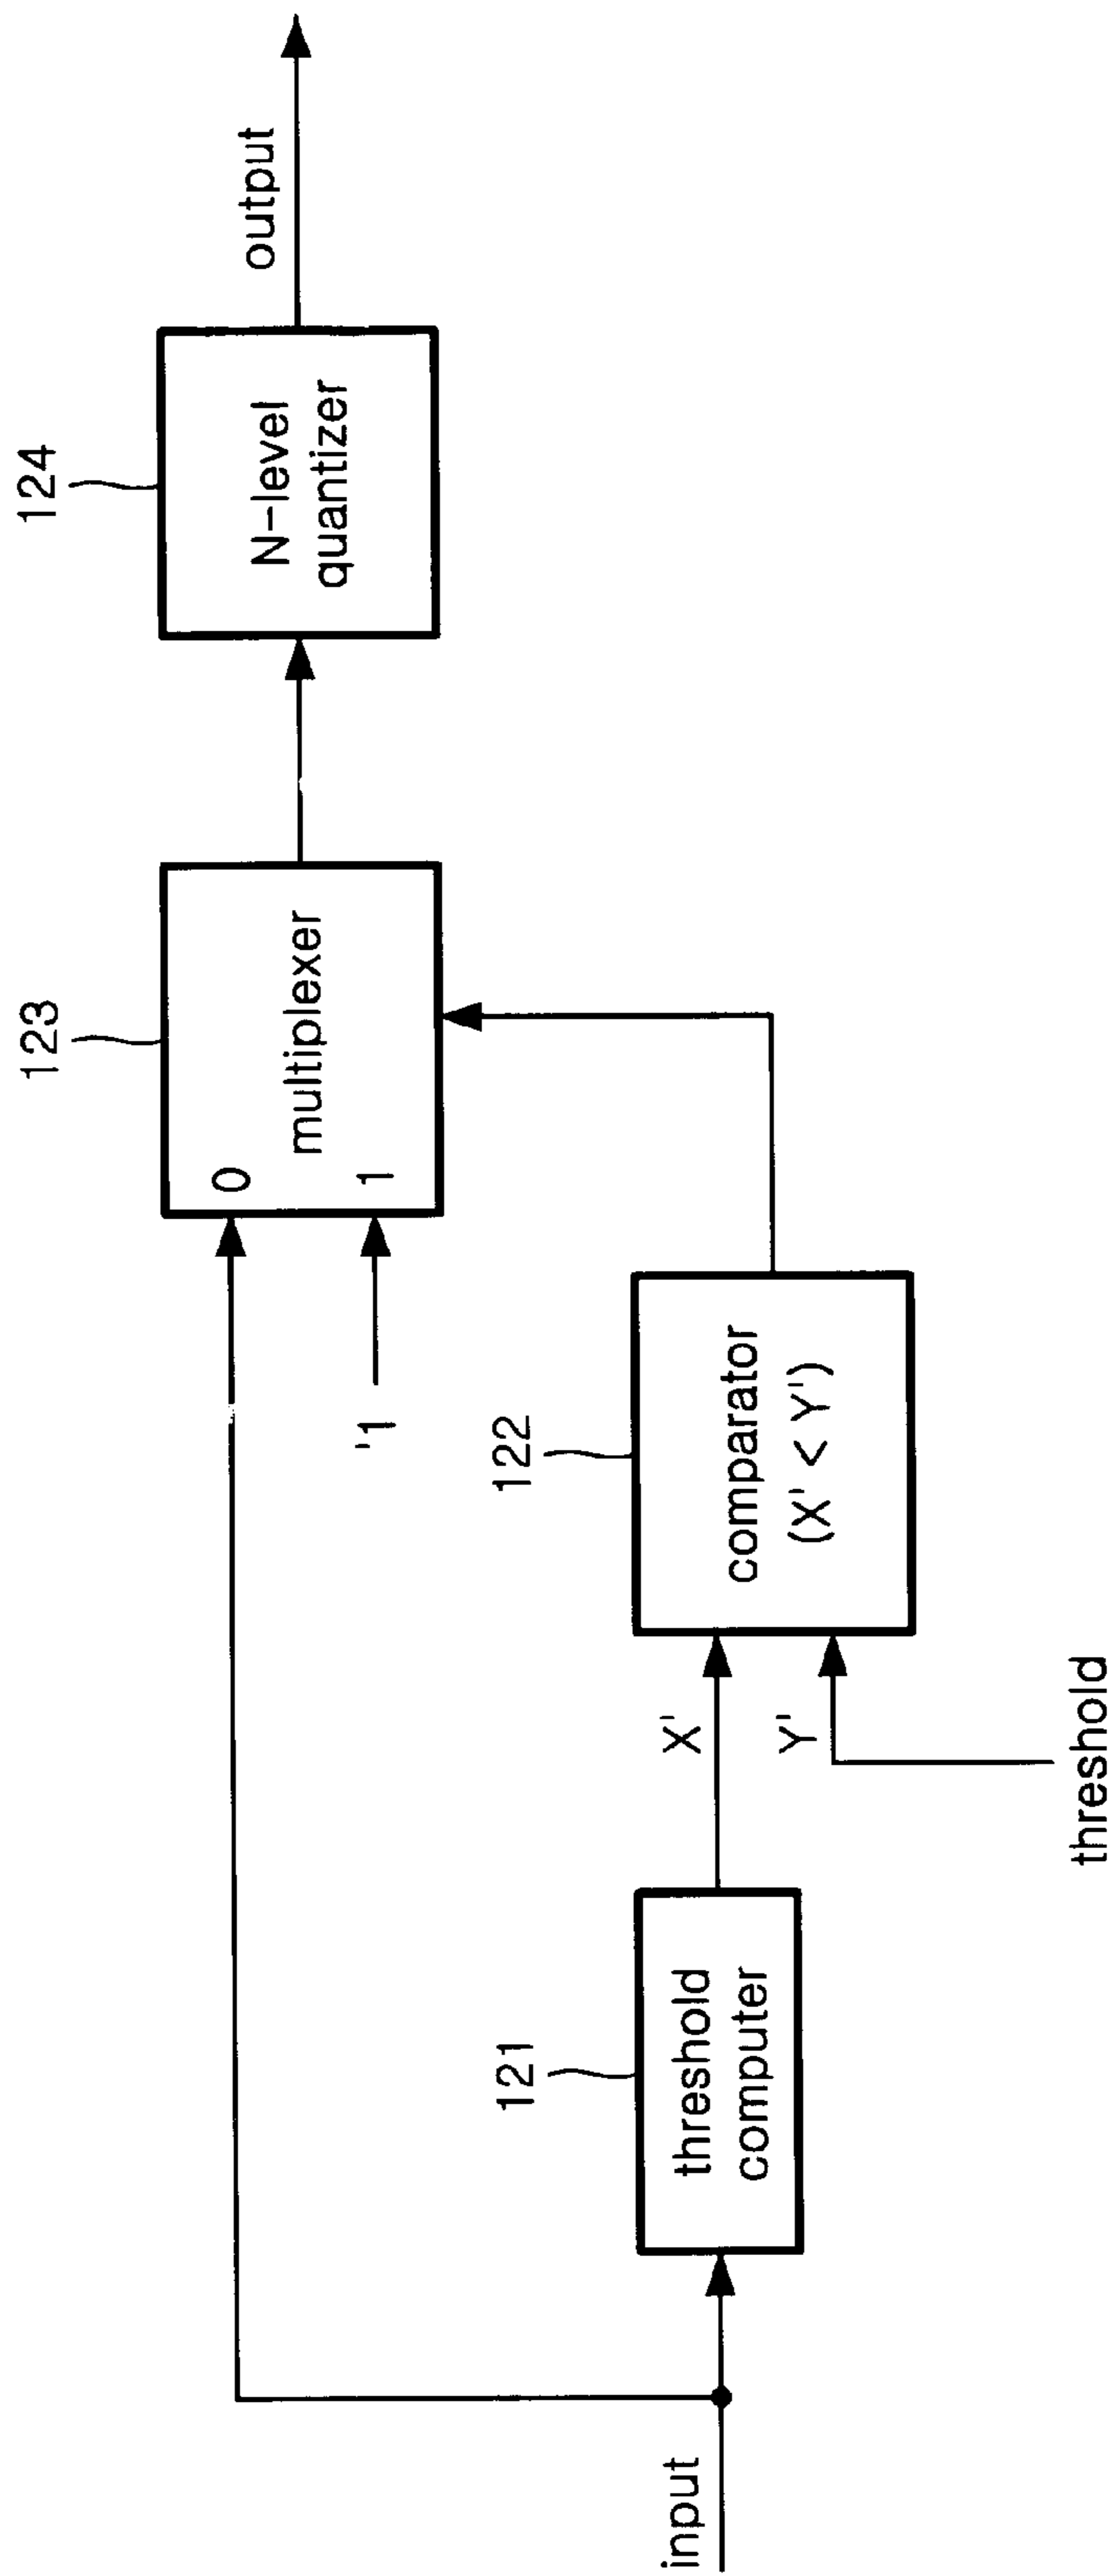 124
N-level
quantizer
output
123
0
multiplexer
1
'1
122
comparator
(X' < Y')
X'
Y'
threshold
121
threshold
computer
input